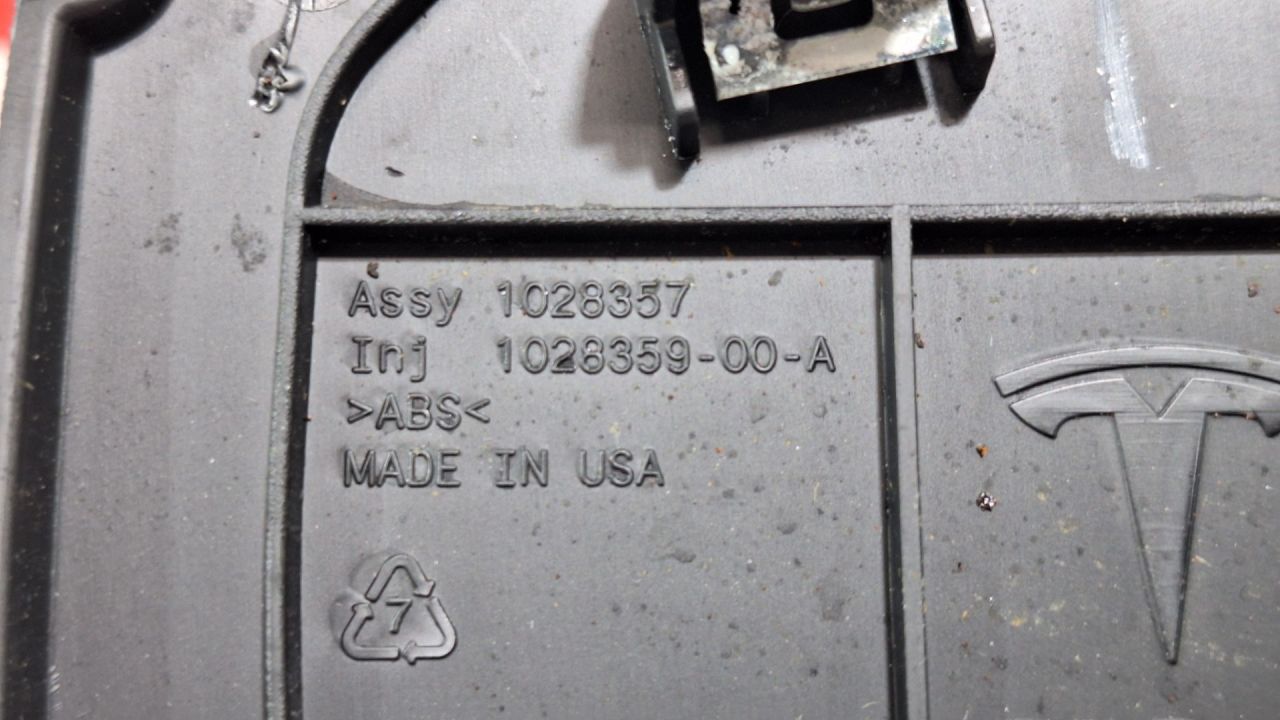 Assy 1028357
Inj 1028359-00-A
>ABS<
MADE IN USA
7